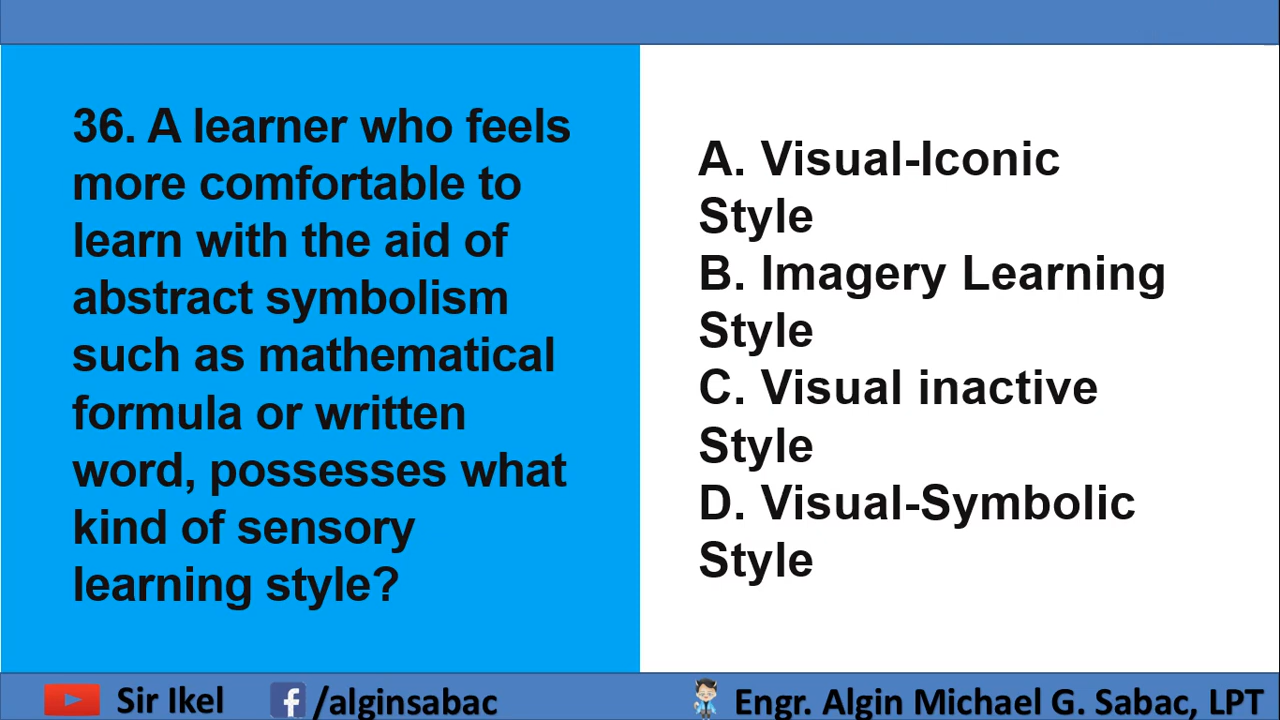 36. A learner who feels
more comfortable to
learn with the aid of
abstract symbolism
such as mathematical
formula or written
word, possesses what
kind of sensory
learning style?
A. Visual-Iconic
Style
B. Imagery Learning
Style
C. Visual inactive
Style
D. Visual-Symbolic
Style
Sir Ikel
/alginsabac
Engr. Algin Michael G. Sabac, LPT